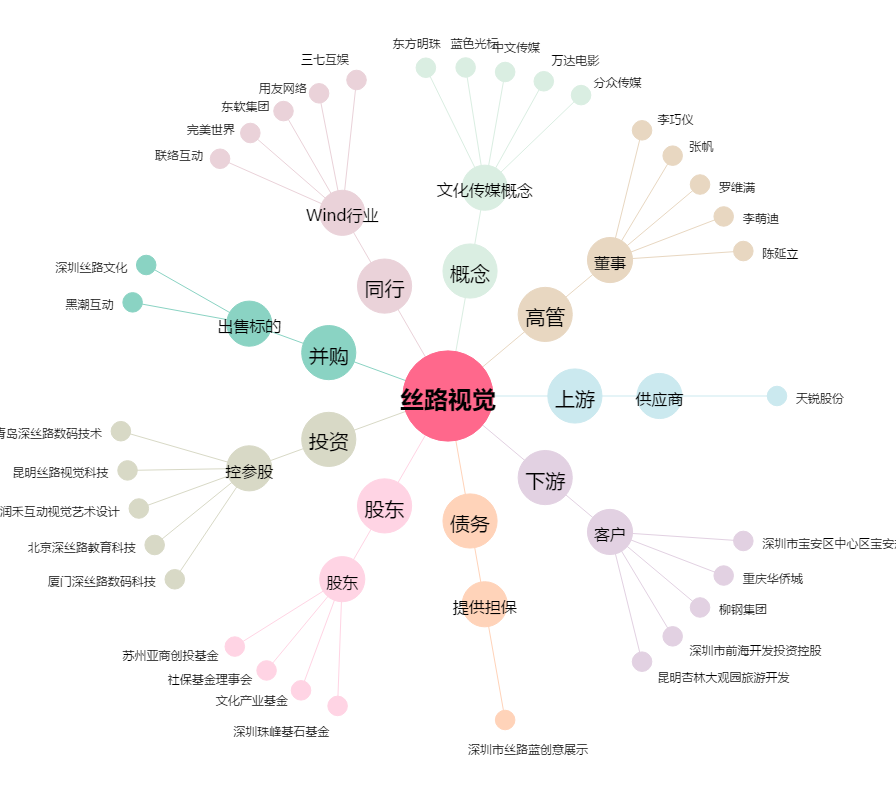 东方明珠
蓝色光标
中文传媒
万达电影
分众传媒
三七互娱
用友网络
东软集团
完美世界
联络互动
Wind行业
文化传媒概念
同行
概念
李巧仪
张帆
罗维满
李萌迪
陈延立
董事
高管
深圳丝路文化
黑潮互动
出售标的
并购
丝路视觉
上游
供应商
天锐股份
青岛深丝路数码技术
昆明丝路视觉科技
润禾互动视觉艺术设计
北京深丝路教育科技
厦门深丝路数码科技
控参股
投资
下游
客户
深圳市宝安区中心区宝安
重庆华侨城
柳钢集团
深圳市前海开发投资控股
昆明杏林大观园旅游开发
股东
股东
苏州亚商创投基金
社保基金理事会
文化产业基金
深圳珠峰基石基金
债务
提供担保
深圳市丝路蓝创意展示